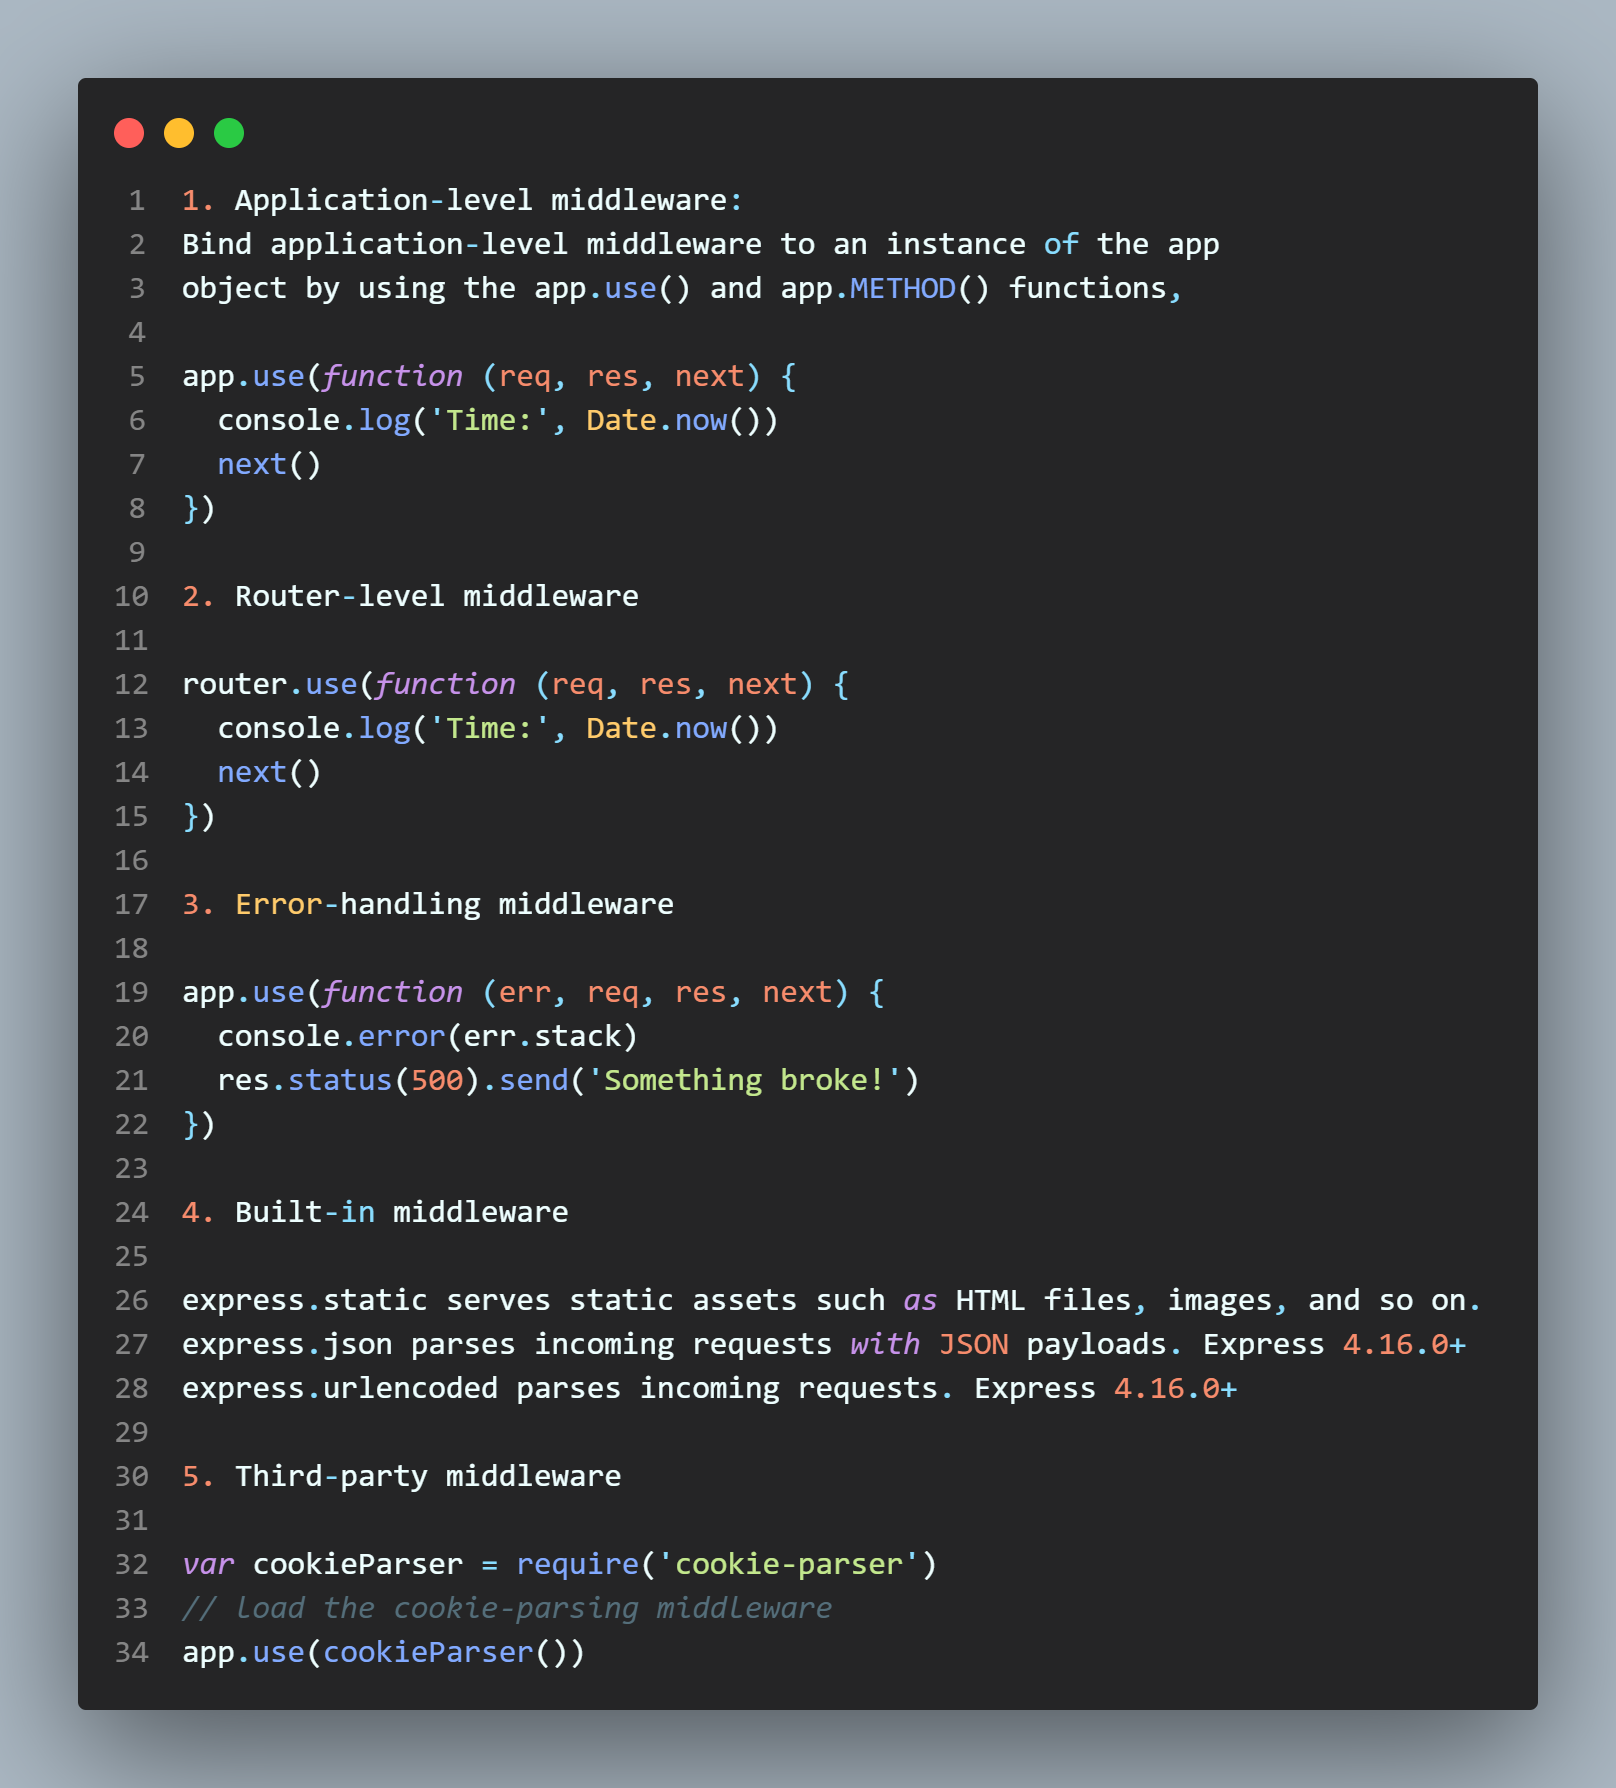 1 1. Application-level middleware:
2 Bind application-level middleware to an instance of the app
3 object by using the app.use() and app.METHOD() functions,
4
5 app.use(function (req, res, next) {
6   console.log('Time:', Date.now())
7   next()
8 })
9
10 2. Router-level middleware
11
12 router.use(function (req, res, next) {
13   console.log('Time:', Date.now())
14   next()
15 })
16
17 3. Error-handling middleware
18
19 app.use(function (err, req, res, next) {
20   console.error(err.stack)
21   res.status(500).send('Something broke!')
22 })
23
24 4. Built-in middleware
25
26 express.static serves static assets such as HTML files, images, and so on.
27 express.json parses incoming requests with JSON payloads. Express 4.16.0+
28 express.urlencoded parses incoming requests. Express 4.16.0+
29
30 5. Third-party middleware
31
32 var cookieParser = require('cookie-parser')
33 // load the cookie-parsing middleware
34 app.use(cookieParser())